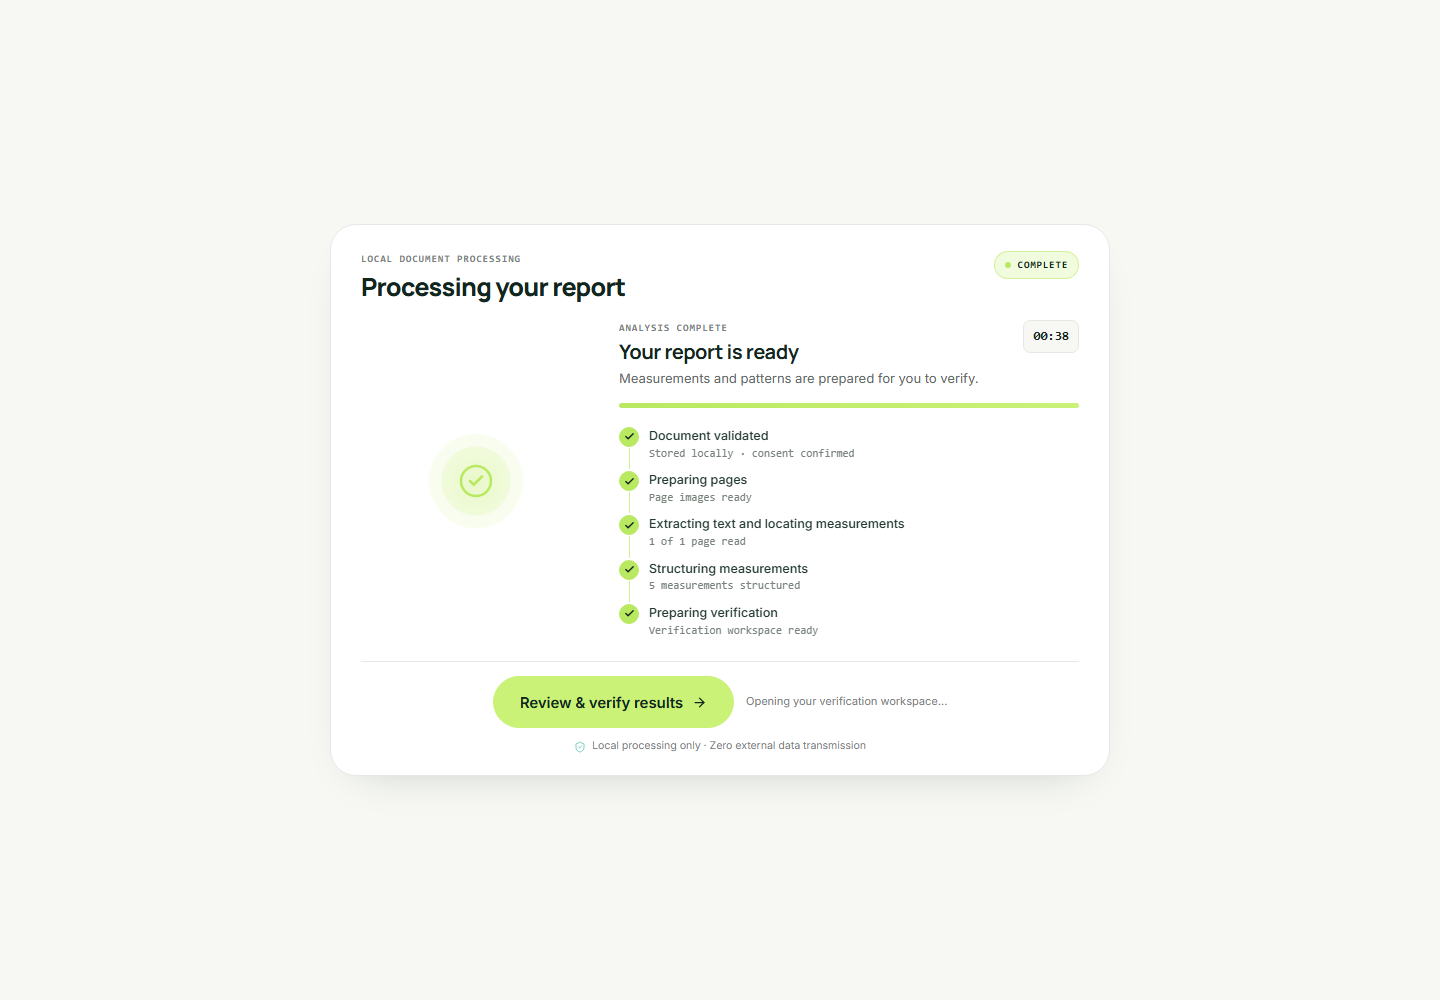 LOCAL DOCUMENT PROCESSING
Processing your report
COMPLETE
ANALYSIS COMPLETE
00:38
Your report is ready
Measurements and patterns are prepared for you to verify.
Document validated
Stored locally · consent confirmed
Preparing pages
Page images ready
Extracting text and locating measurements
1 of 1 page read
Structuring measurements
5 measurements structured
Preparing verification
Verification workspace ready
Review & verify results →
Opening your verification workspace...
Local processing only · Zero external data transmission